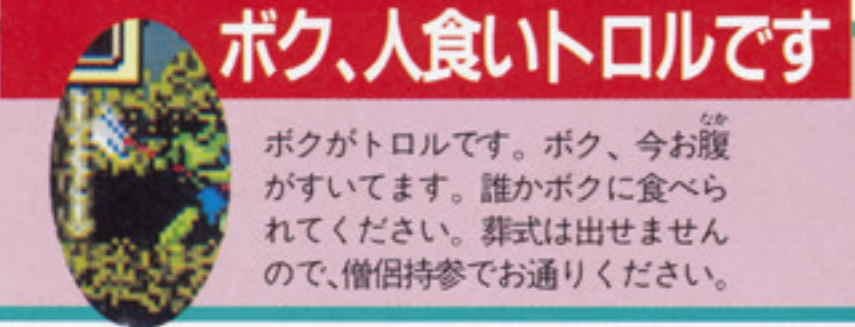 ボク、人食いトロルです
ボクがトロルです。ボク、今お腹
がすいてます。誰かボクに食べら
れてください。葬式は出せません
ので、僧侶持参でお通りください。